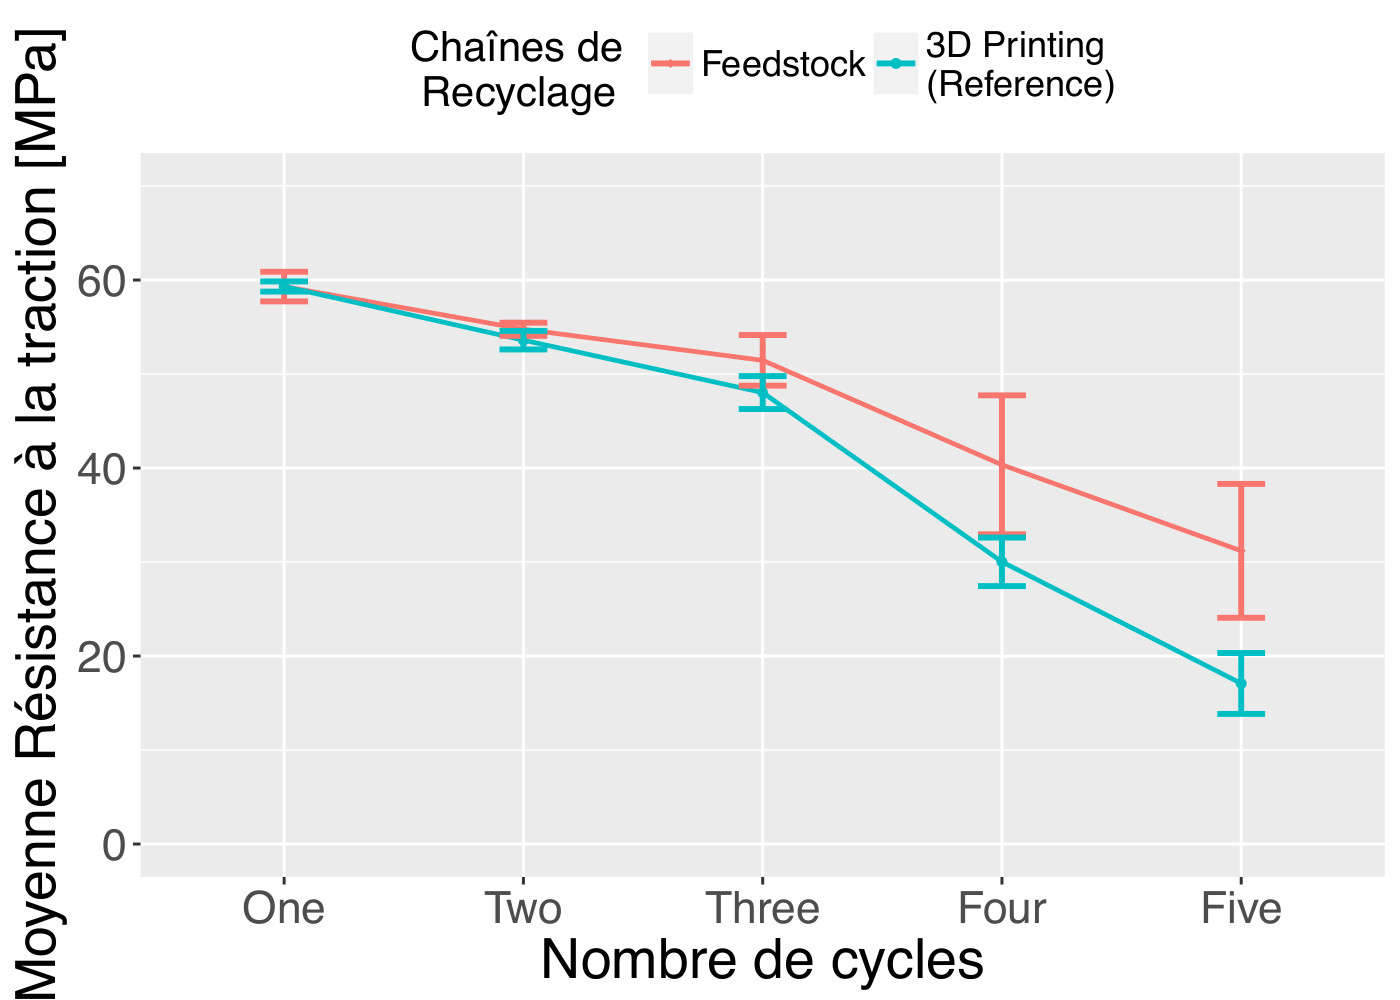 Chaînes de
Recyclage
Feedstock
3D Printing
(Reference)
Moyenne Résistance à la traction [MPa]
60
40
20
0
One
Two
Three
Four
Five
Nombre de cycles